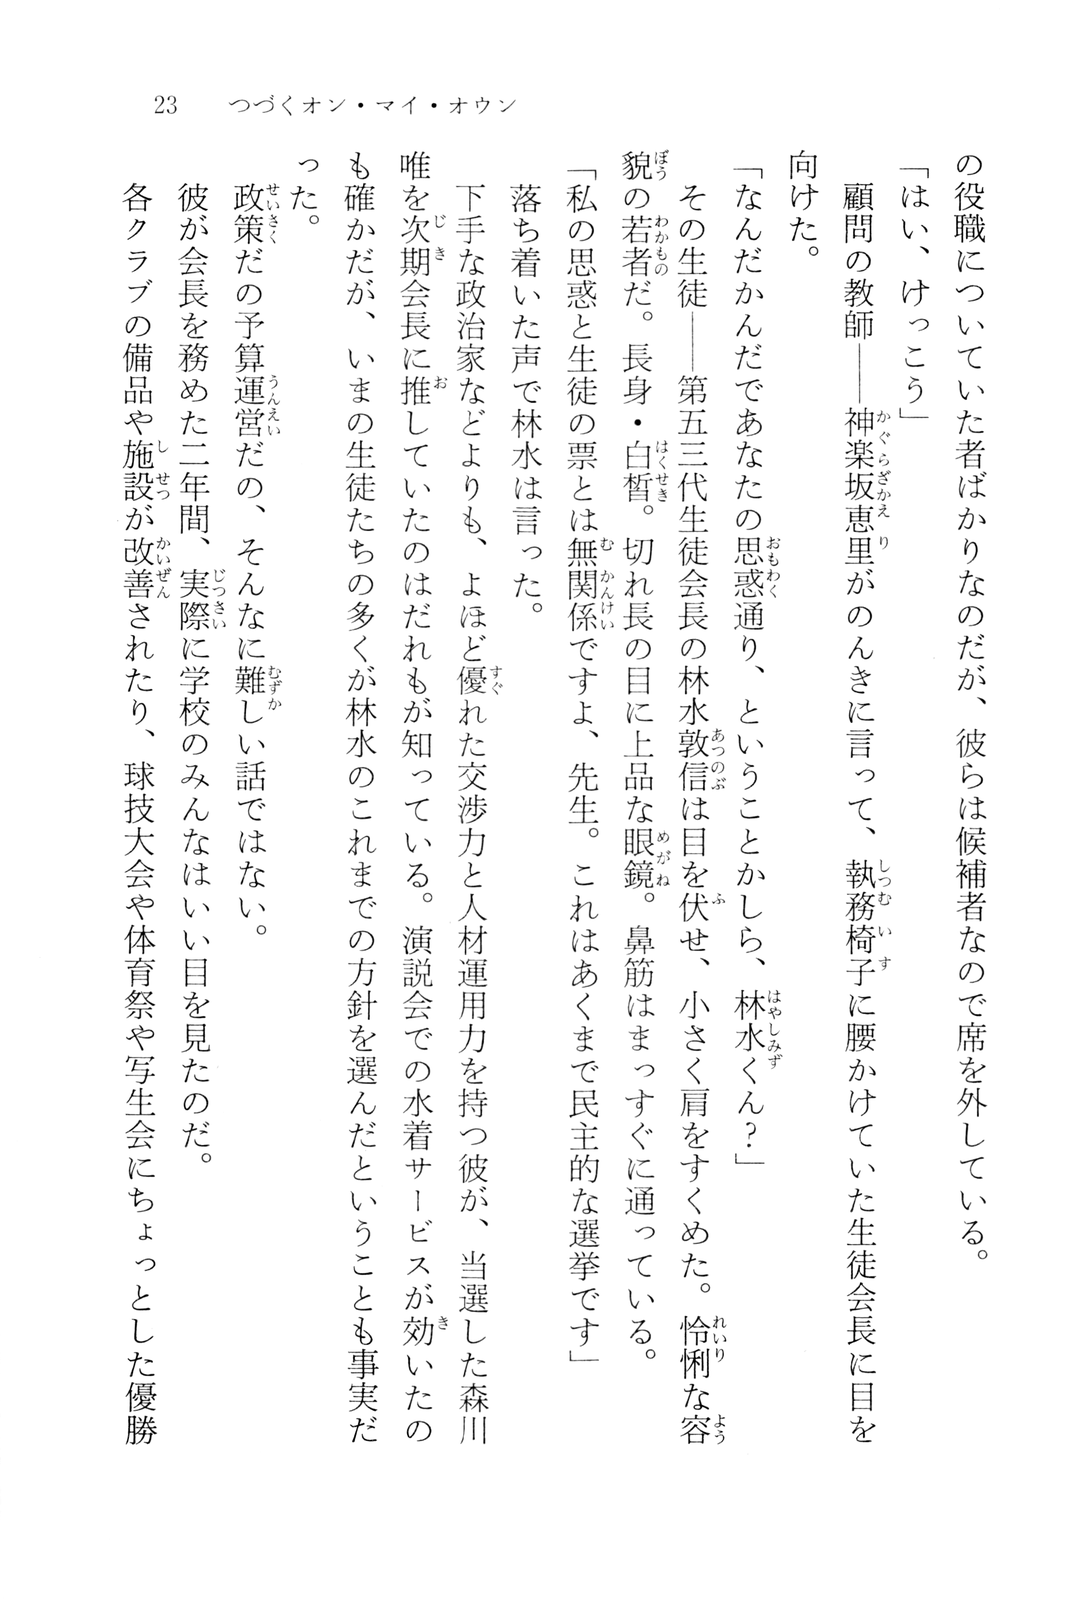 23　つづくオン・マイ・オウン
の役職についていた者ばかりなのだが、彼らは候補者なので席を外している。
「はい、けっこう」
顧問の教師――神楽坂恵里がのんきに言って、執務椅子に腰かけていた生徒会長に目を
向けた。
「なんだかんだであなたの思惑通り、ということかしら、林水くん？」
その生徒――第五三代生徒会長の林水敦信は目を伏せ、小さく肩をすくめた。怜悧な容
貌の若者だ。長身・白皙。切れ長の目に上品な眼鏡。鼻筋はまっすぐに通っている。
「私の思惑と生徒の票とは無関係ですよ、先生。これはあくまで民主的な選挙です」
落ち着いた声で林水は言った。
下手な政治家などよりも、よほど優れた交渉力と人材運用力を持つ彼が、当選した森川
唯を次期会長に推していたのはだれもが知っている。演説会での水着サービスが効いたの
も確かだが、いまの生徒たちの多くが林水のこれまでの方針を選んだということも事実だ
った。
政策だの予算運営だの、そんなに難しい話ではない。
彼が会長を務めた二年間、実際に学校のみんなはいい目を見たのだ。
各クラブの備品や施設が改善されたり、球技大会や体育祭や写生会にちょっとした優勝